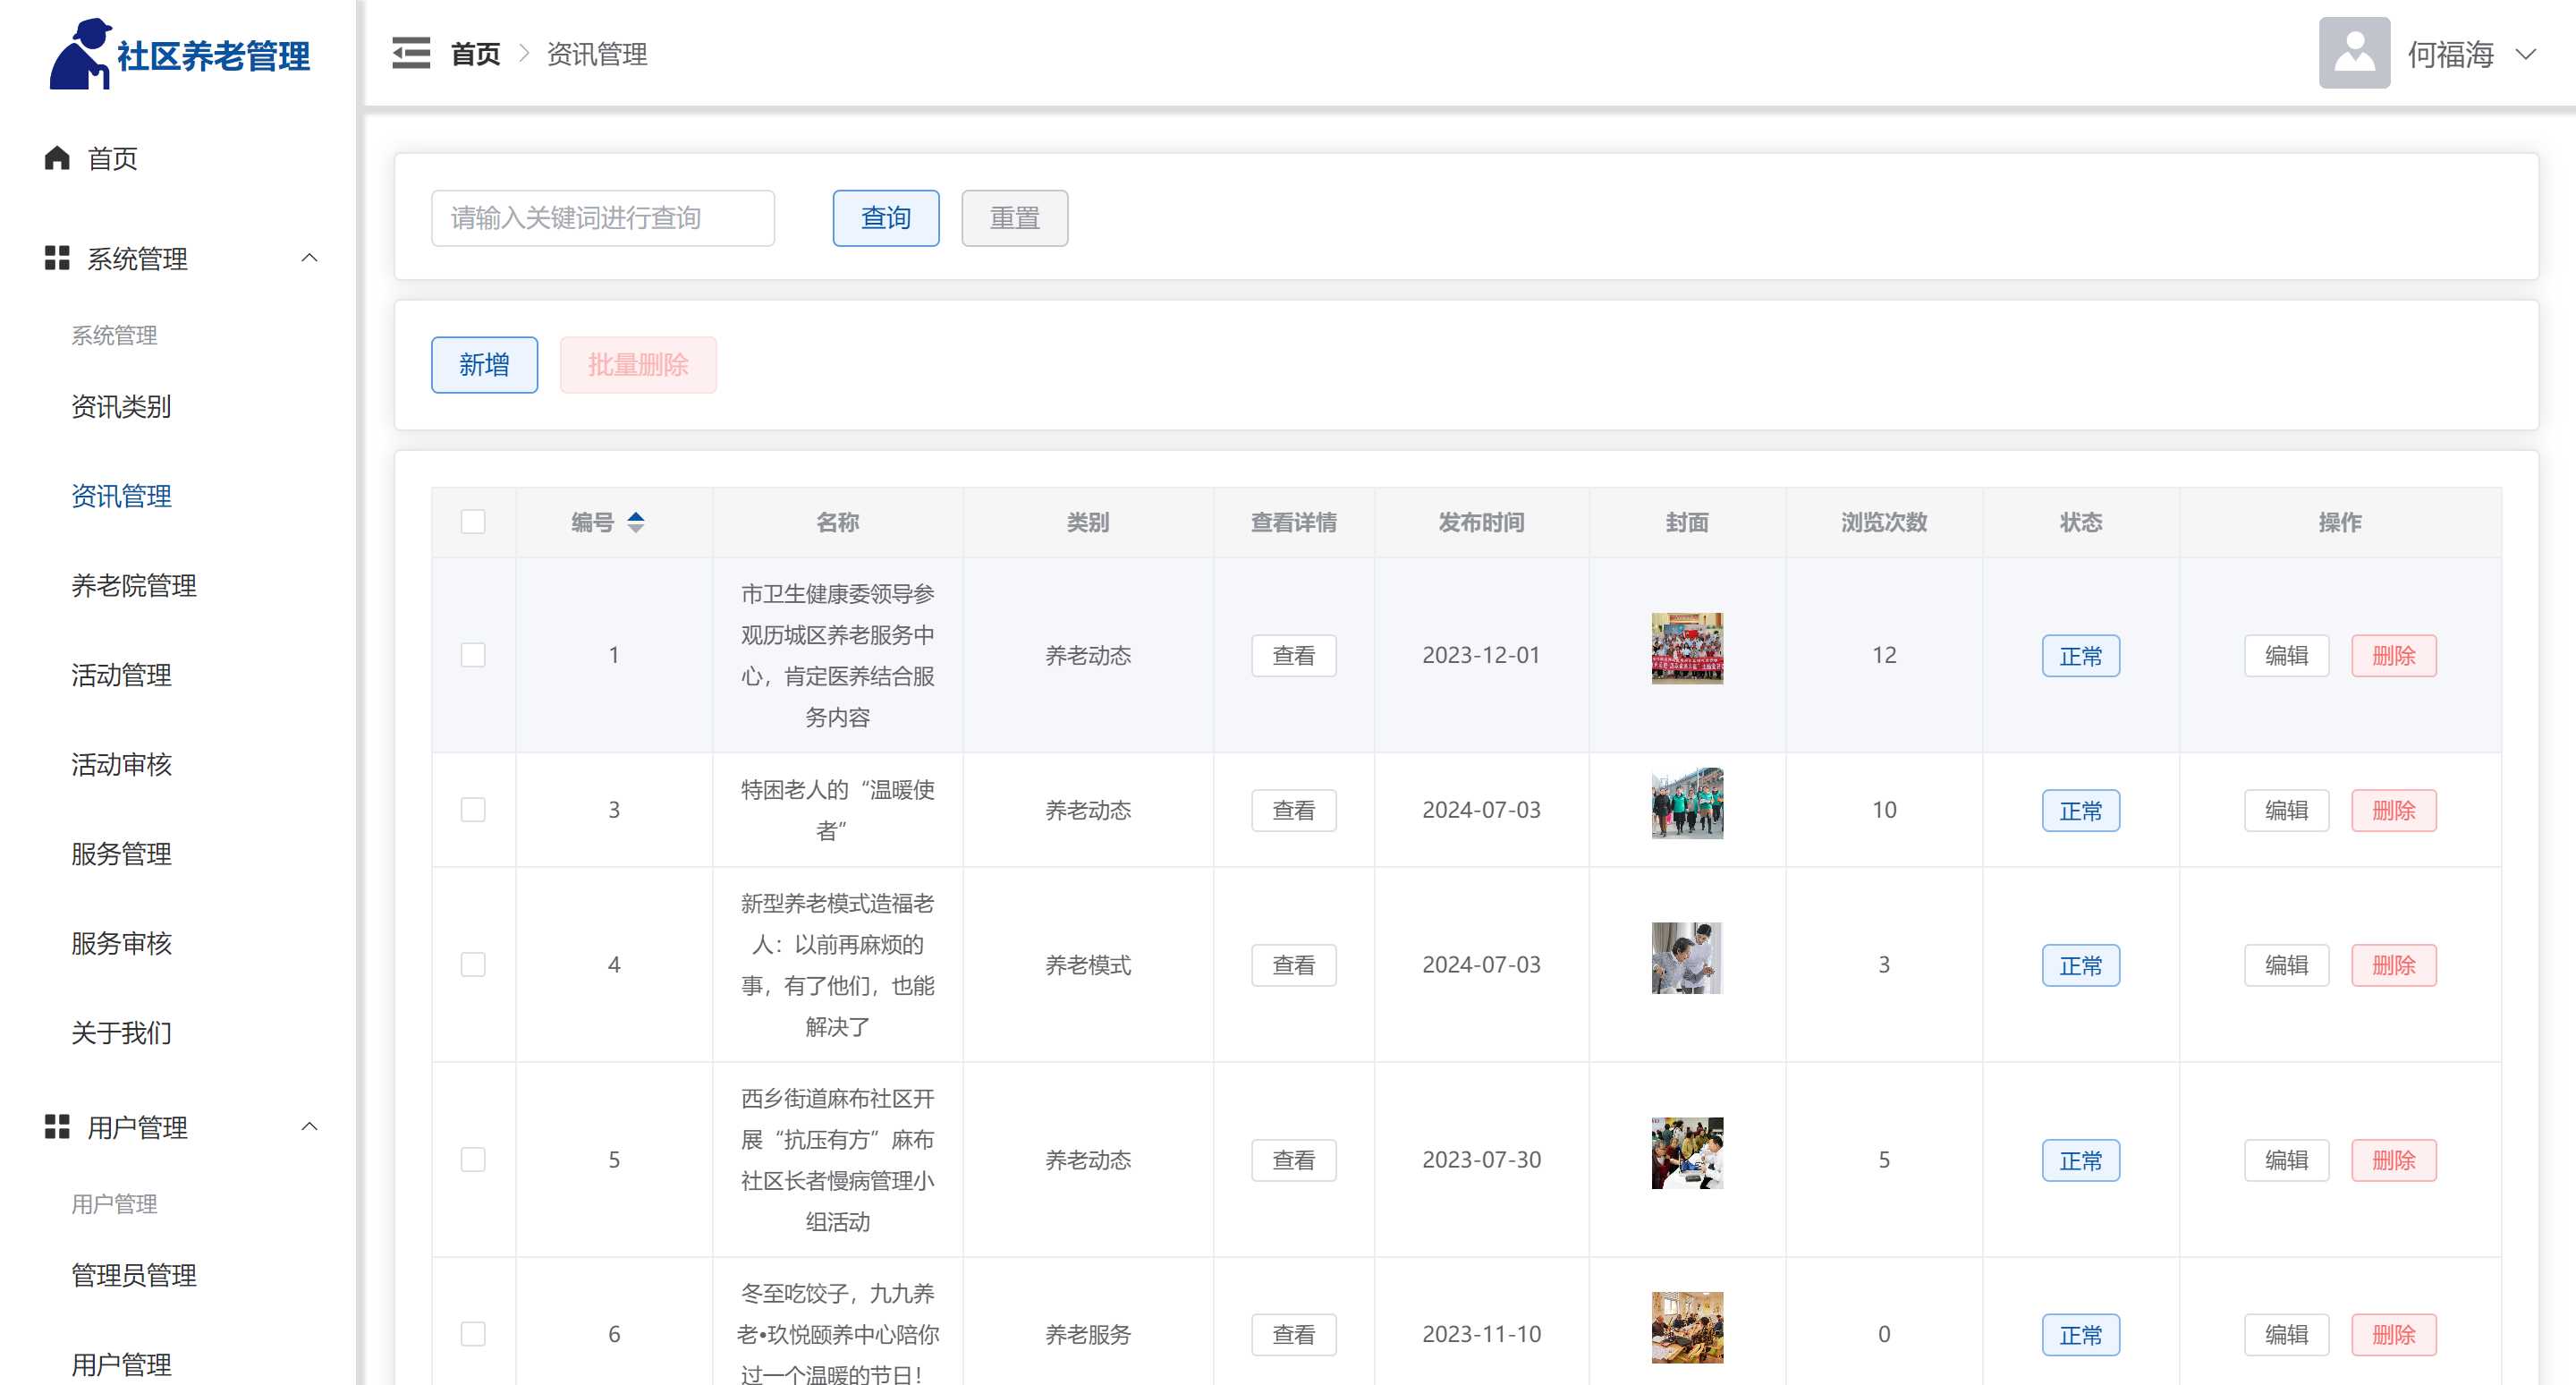 社区养老管理
首页
资讯管理
何福海
首页
系统管理
系统管理
资讯类别
资讯管理
养老院管理
活动管理
活动审核
服务管理
服务审核
关于我们
用户管理
用户管理
管理员管理
用户管理
请输入关键词进行查询
查询
重置
新增
批量删除
编号 名称 类别 查看详情 发布时间 封面 浏览次数 状态 操作
市卫生健康委领导参
观历城区养老服务中
心，肯定医养结合服
务内容
1 养老动态 查看 2023-12-01 12 正常 编辑 删除
特困老人的“温暖使
者”
3 养老动态 查看 2024-07-03 10 正常 编辑 删除
新型养老模式造福老
人：以前再麻烦的
事，有了他们，也能
解决了
4 养老模式 查看 2024-07-03 3 正常 编辑 删除
西乡街道麻布社区开
展“抗压有方”麻布
社区长者慢病管理小
组活动
5 养老动态 查看 2023-07-30 5 正常 编辑 删除
冬至吃饺子，九九养
老•玖悦颐养中心陪你
过一个温暖的节日！
6 养老服务 查看 2023-11-10 0 正常 编辑 删除